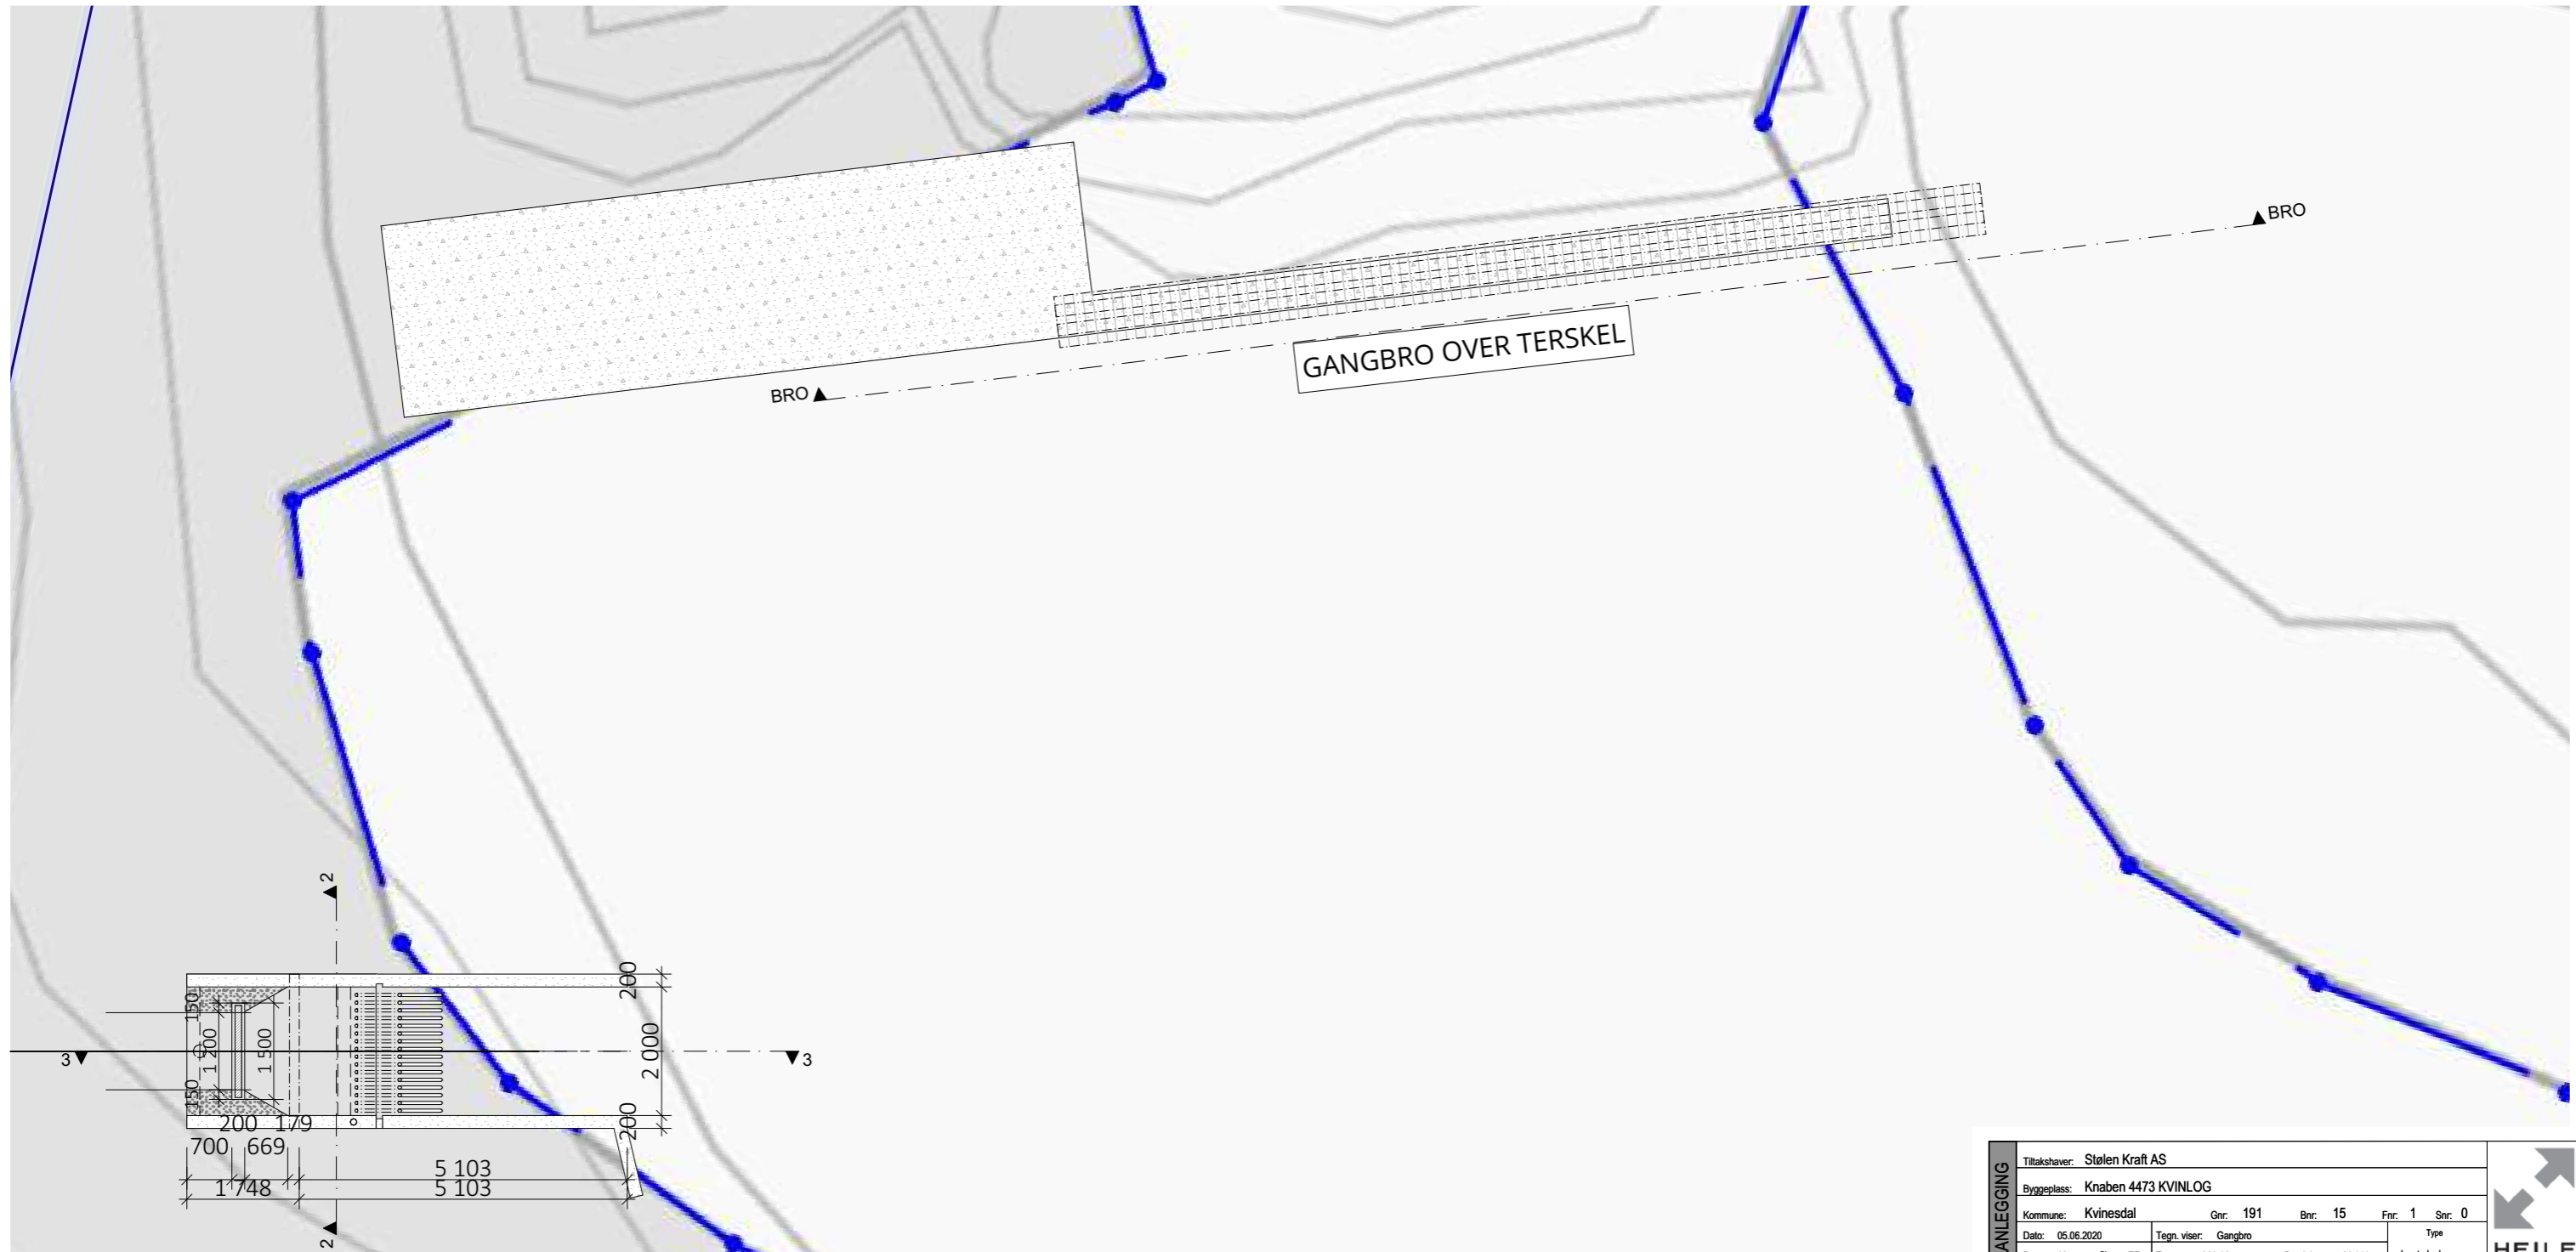 BRO
BRO
GANGBRO OVER TERSKEL
2
200
150
1 200
1 500
2 000
3
3
150
200
200 179
700 669
5 103
1 748
5 103
2
ANLEGGING
Tiltakshaver: Stølen Kraft AS
Byggeplass: Knaben 4473 KVINLOG
Kommune: Kvinesdal Gnr: 191 Bnr: 15 Fnr: 1 Snr: 0
Dato: 05.06.2020 Tegn. viser: Gangbro Type